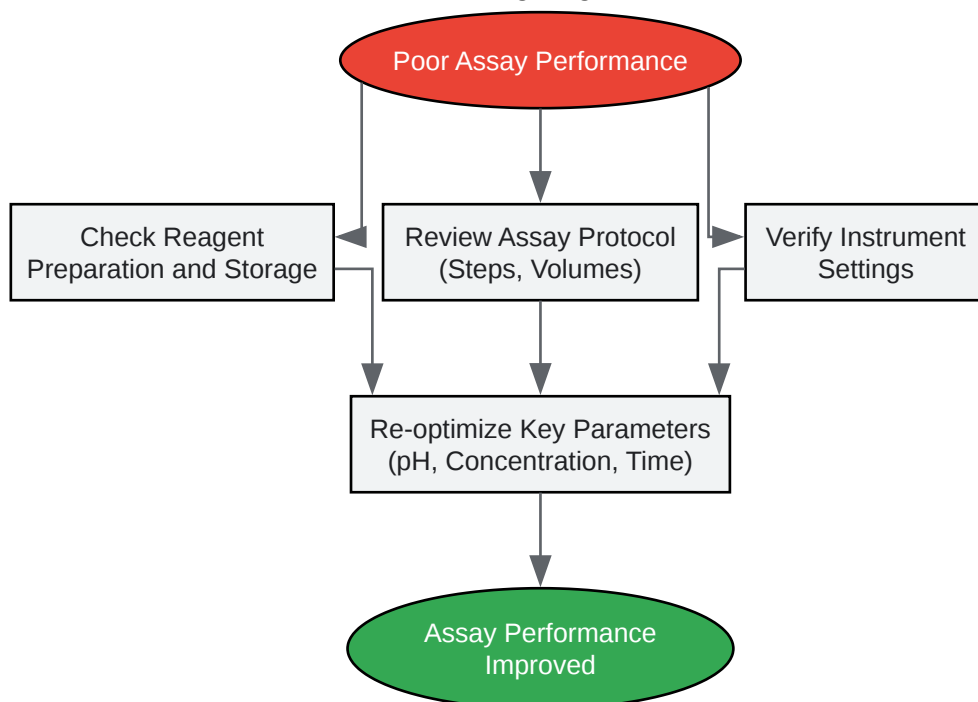 Poor Assay Performance
Check Reagent
Preparation and Storage
Review Assay Protocol
(Steps, Volumes)
Verify Instrument
Settings
Re-optimize Key Parameters
(pH, Concentration, Time)
Assay Performance
Improved